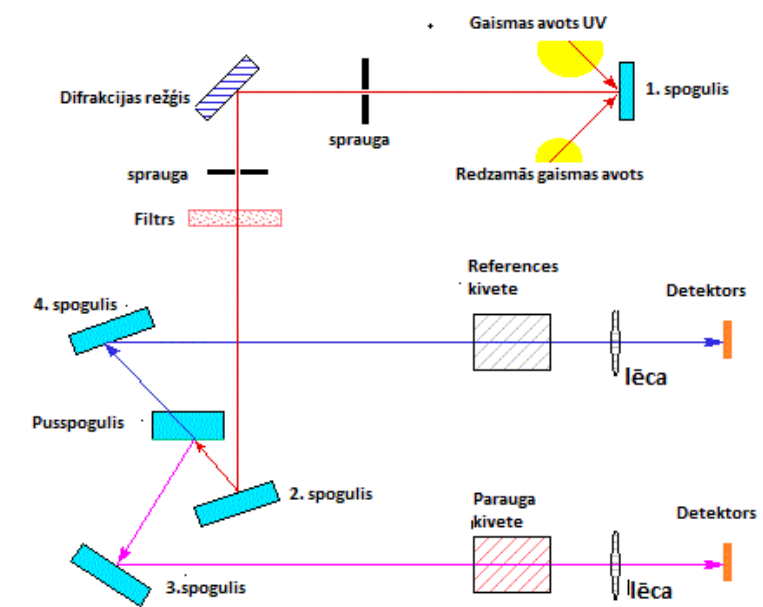 Gaismas avots UV
1. spogulis
Difrakcijas režģis
sprauga
sprauga
Redzamās gaismas avots
Filtrs
References
kivete
Detektors
4. spogulis
lēca
Pusspogulis
2. spogulis
Parauga
kivete
Detektors
3.spogulis
lēca